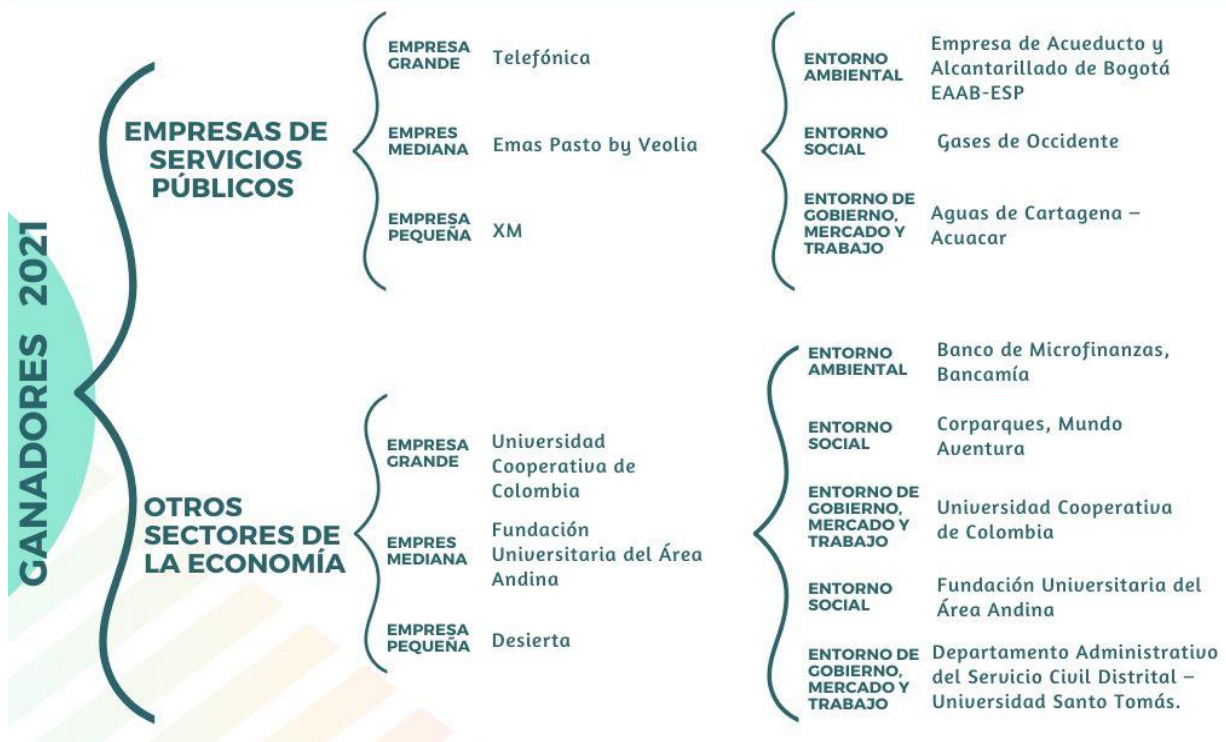 GANADORES 2021
EMPRESAS DE
SERVICIOS
PÚBLICOS
EMPRESA
GRANDE
Telefónica
EMPRES
MEDIANA
Emas Pasto by Veolia
EMPRESA
PEQUEÑA
XM
ENTORNO
AMBIENTAL
Empresa de Acueducto y
Alcantarillado de Bogotá
EAAB-ESP
ENTORNO
SOCIAL
Gases de Occidente
ENTORNO DE
GOBIERNO,
MERCADO Y
TRABAJO
Aguas de Cartagena –
Acuacar
OTROS
SECTORES DE
LA ECONOMÍA
EMPRESA
GRANDE
Universidad
Cooperativa de
Colombia
EMPRES
MEDIANA
Fundación
Universitaria del Área
Andina
EMPRESA
PEQUEÑA
Desierta
ENTORNO
AMBIENTAL
Banco de Microfinanzas,
Bancamía
ENTORNO
SOCIAL
Corparques, Mundo
Aventura
ENTORNO DE
GOBIERNO,
MERCADO Y
TRABAJO
Universidad Cooperativa
de Colombia
ENTORNO
SOCIAL
Fundación Universitaria del
Área Andina
ENTORNO DE
GOBIERNO,
MERCADO Y
TRABAJO
Departamento Administrativo
del Servicio Civil Distrital –
Universidad Santo Tomás.